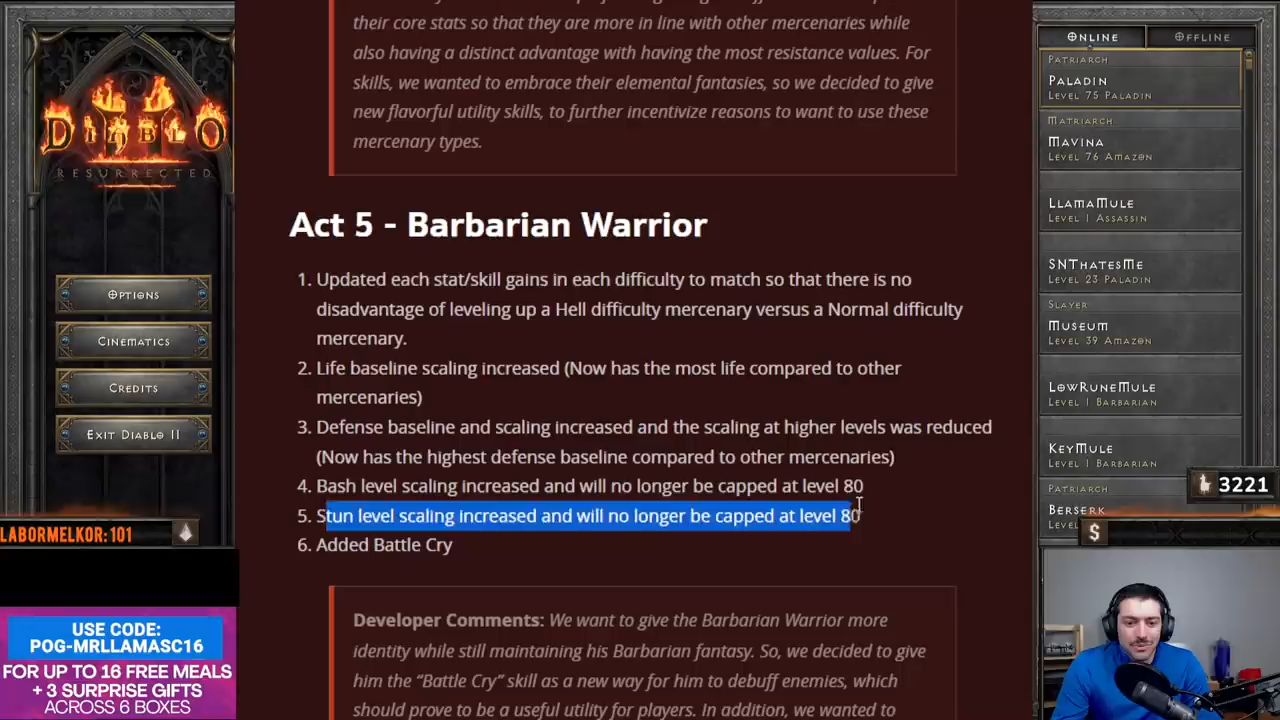 DIABLO
II
RESURRECTED
OPTIONS
CINEMATICS
CREDITS
EXIT DIABLO II
LABORMELKOR: 101
USE CODE:
POG-MRLLAMASC16
FOR UP TO 16 FREE MEALS
+ 3 SURPRISE GIFTS
ACROSS 6 BOXES
their core stats so that they are more in line with other mercenaries while
also having a distinct advantage with having the most resistance values. For
skills, we wanted to embrace their elemental fantasies, so we decided to give
new flavorful utility skills, to further incentivize reasons to want to use these
mercenary types.
Act 5 - Barbarian Warrior
1. Updated each stat/skill gains in each difficulty to match so that there is no
disadvantage of leveling up a Hell difficulty mercenary versus a Normal difficulty
mercenary.
2. Life baseline scaling increased (Now has the most life compared to other
mercenaries)
3. Defense baseline and scaling increased and the scaling at higher levels was reduced
(Now has the highest defense baseline compared to other mercenaries)
4. Bash level scaling increased and will no longer be capped at level 80
5. Stun level scaling increased and will no longer be capped at level 80
6. Added Battle Cry
Developer Comments: We want to give the Barbarian Warrior more
identity while still maintaining his Barbarian fantasy. So, we decided to give
him the “Battle Cry” skill as a new way for him to debuff enemies, which
should prove to be a useful utility for players. In addition, we wanted to
ONLINE
OFFLINE
PATRIARCH
PALADIN
LEVEL 75 PALADIN
MATRIARCH
MAVINA
LEVEL 76 AMAZON
LLAMAMULE
LEVEL 1 ASSASSIN
SNTHATESME
LEVEL 23 PALADIN
SLAYER
MUSEUM
LEVEL 39 AMAZON
LOWRUNEMULE
LEVEL 1 BARBARIAN
KEYMULE
LEVEL 1 BARBARIAN
3221
PATRIARCH
BERSERK
LEVEL
$